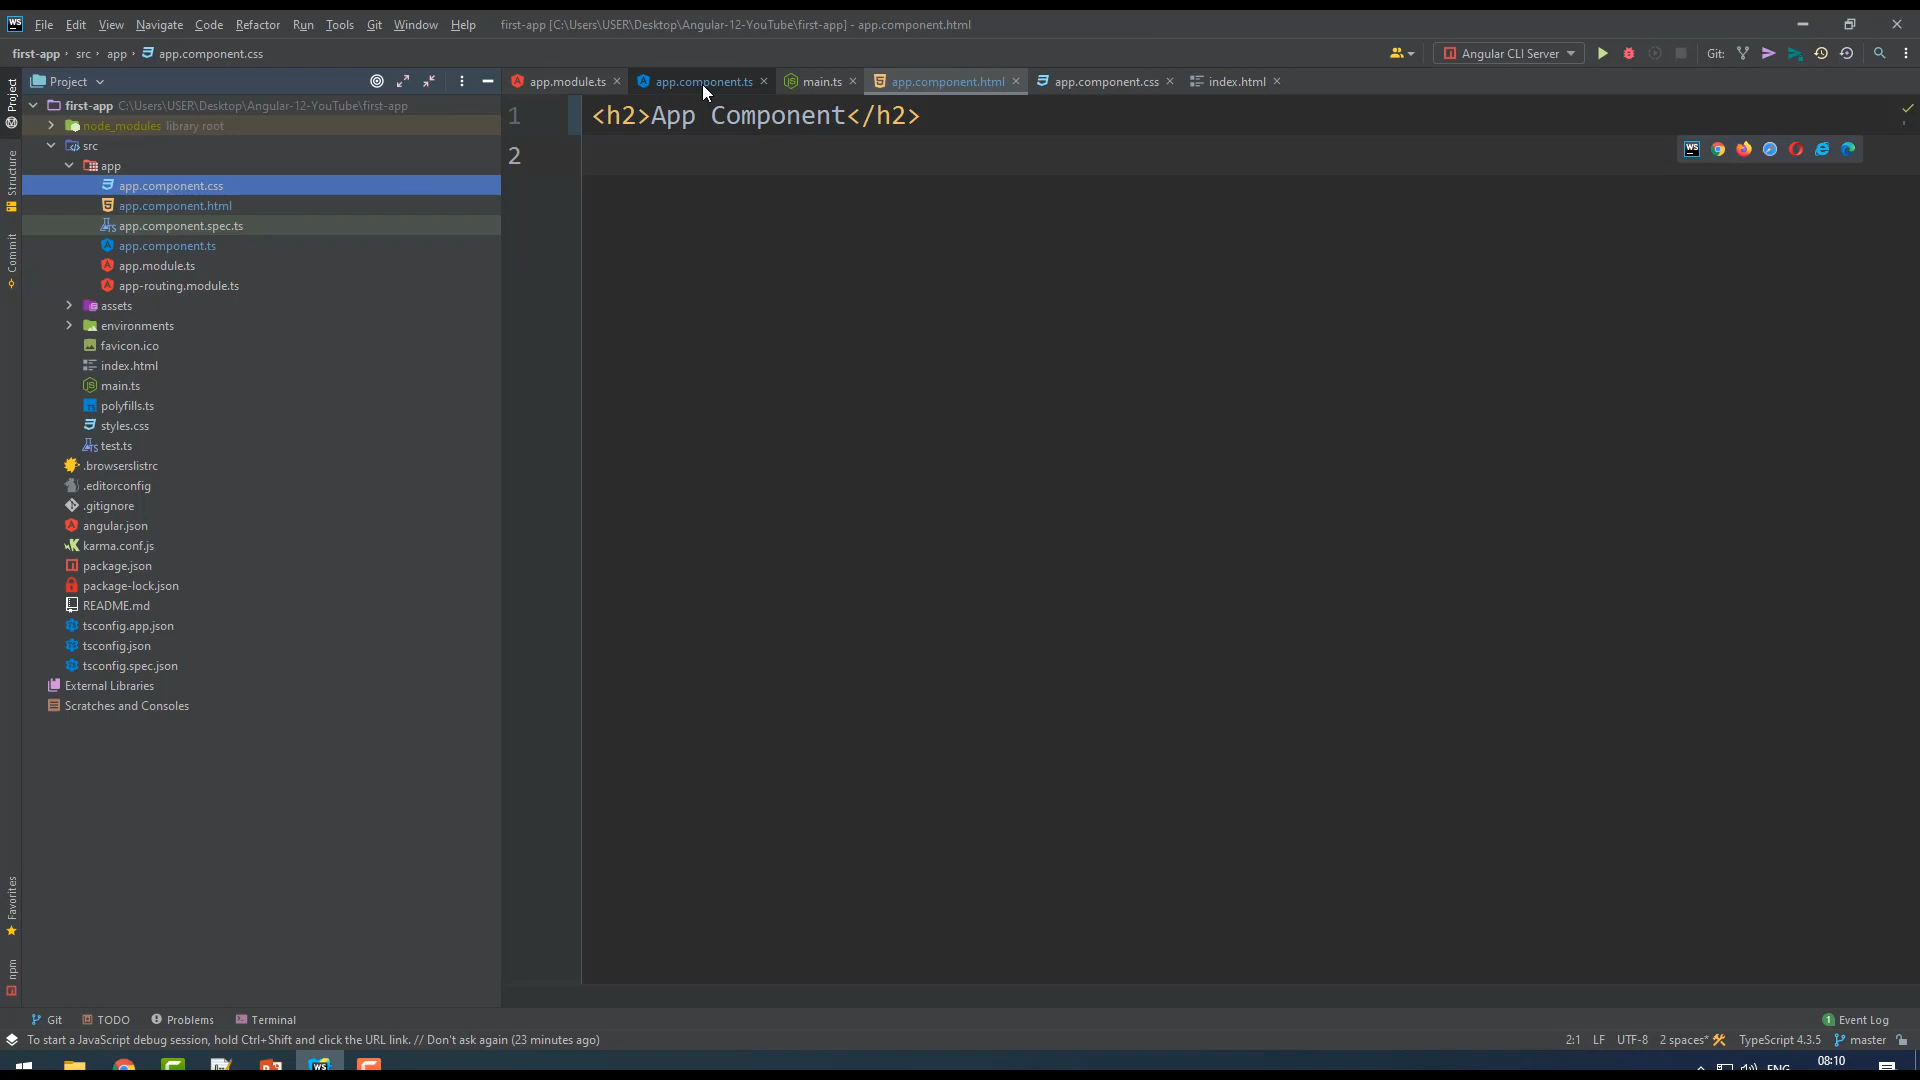 WS File Edit View Navigate Code Refactor Run Tools Git Window Help first-app [C:\Users\USER\Desktop\Angular-12-YouTube\first-app] - app.component.html
first-app src app app.component.css Angular CLI Server Git:
Project app.module.ts app.component.ts main.ts app.component.html app.component.css index.html
first-app C:\Users\USER\Desktop\Angular-12-YouTube\first-app
node_modules library root
src
app
app.component.css
app.component.html
app.component.spec.ts
app.component.ts
app.module.ts
app-routing.module.ts
assets
environments
favicon.ico
index.html
main.ts
polyfills.ts
styles.css
test.ts
.browserslistrc
.editorconfig
.gitignore
angular.json
karma.conf.js
package.json
package-lock.json
README.md
tsconfig.app.json
tsconfig.json
tsconfig.spec.json
External Libraries
Scratches and Consoles
1 <h2>App Component</h2>
2
WS
Project
Structure
Commit
Favorites
npm
Git TODO Problems Terminal 1 Event Log
To start a JavaScript debug session, hold Ctrl+Shift and click the URL link. // Don't ask again (23 minutes ago) 2:1 LF UTF-8 2 spaces* TypeScript 4.3.5 master
WS ENG 08:10